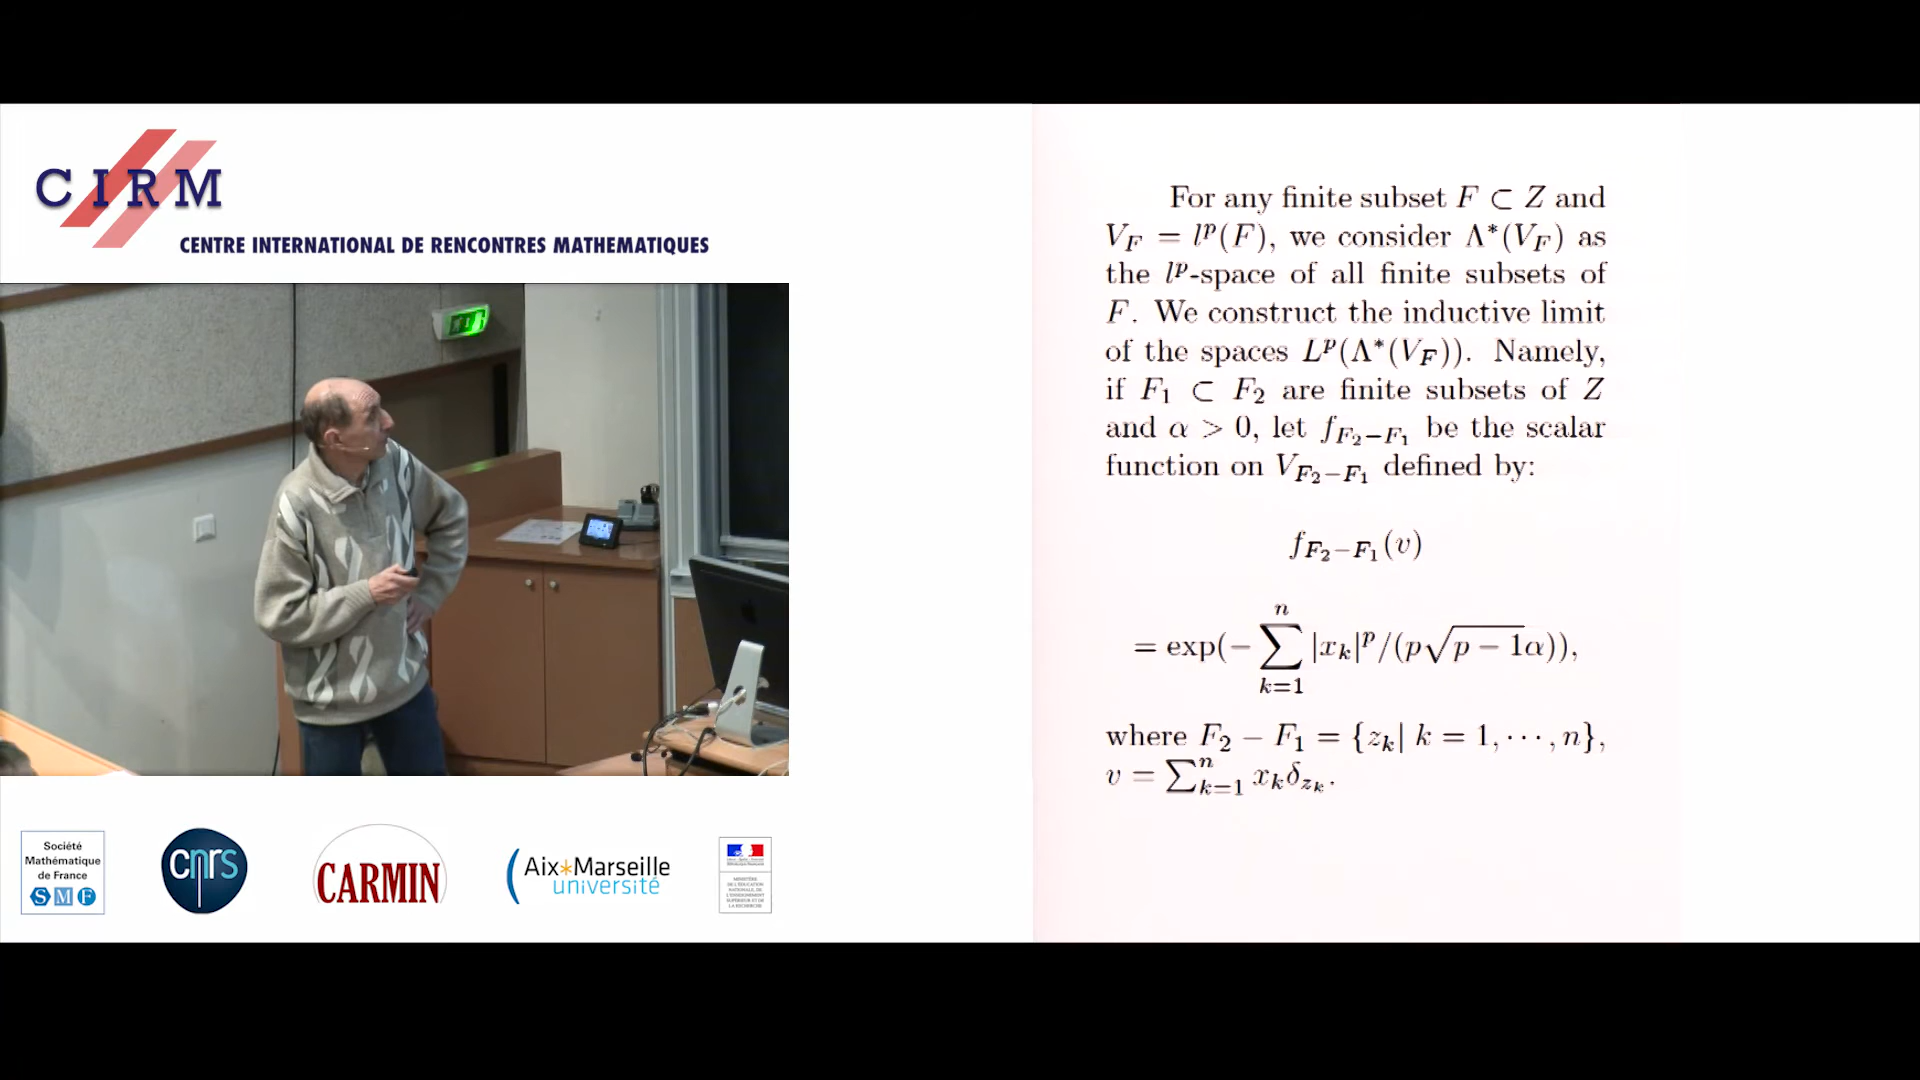 CIRM
CENTRE INTERNATIONAL DE RENCONTRES MATHEMATIQUES
For any finite subset F ⊂ Z and
V_F = l^p(F), we consider Λ*(V_F) as
the l^p-space of all finite subsets of
F. We construct the inductive limit
of the spaces L^p(Λ*(V_F)). Namely,
if F_1 ⊂ F_2 are finite subsets of Z
and α > 0, let f_{F_2−F_1} be the scalar
function on V_{F_2−F_1} defined by:
f_{F_2−F_1}(v)
= exp(−∑_{k=1}^{n} |x_k|^p/(p√(p − 1)α)),
where F_2 − F_1 = {z_k| k = 1, ⋯, n},
v = ∑_{k=1}^{n} x_kδ_{z_k}.
Société
Mathématique
de France
SMF
cnrs
CARMIN
Aix*Marseille
université